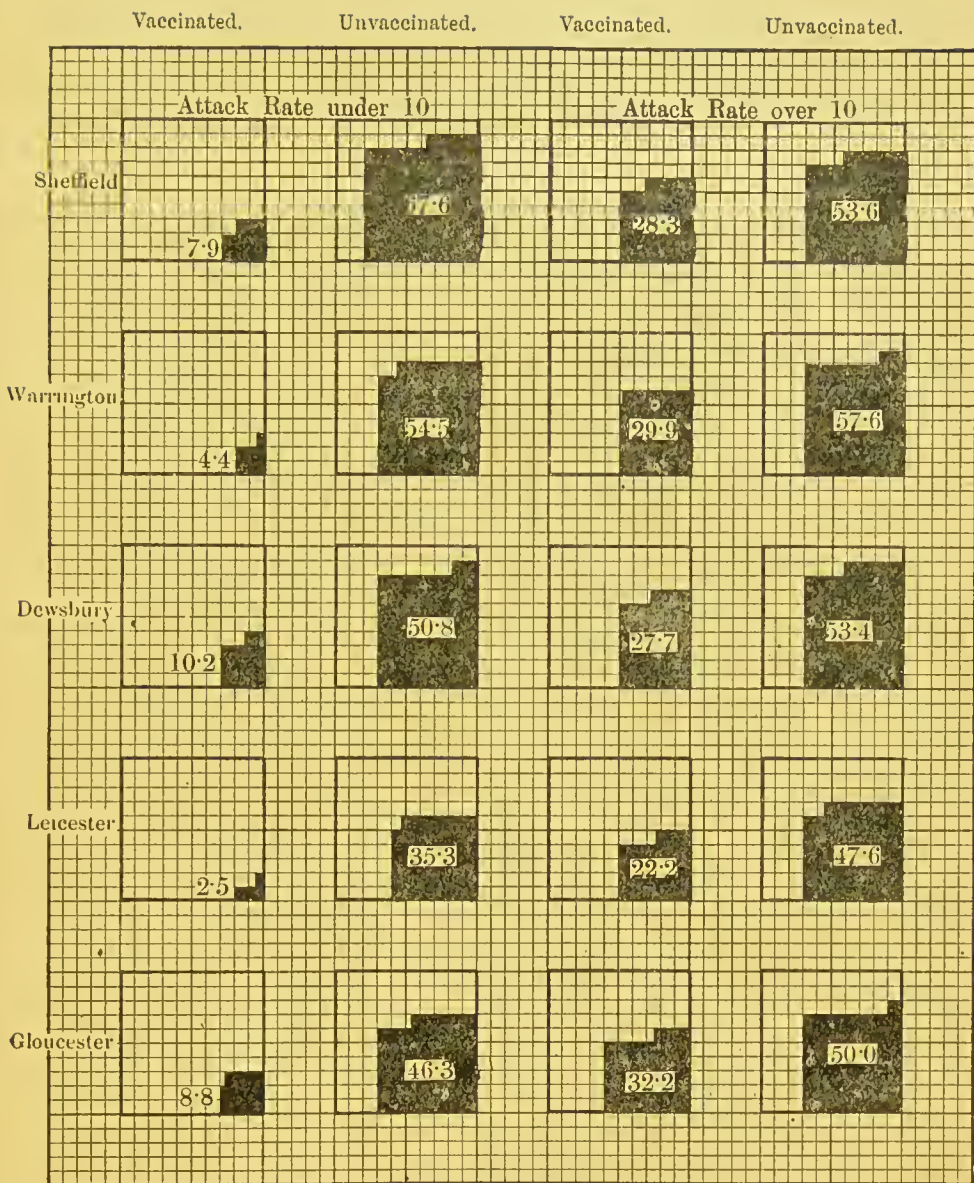 Vaccinated. Unvaccinated. Vaccinated. Unvaccinated.
Attack Rate under 10 Attack Rate over 10
Sheffield 7·9 67·6 28·3 53·6
Warrington 4·4 54·5 29·9 57·6
Dewsbury 10·2 50·8 27·7 53·4
Leicester 2·5 35·3 22·2 47·6
Gloucester 8·8 46·3 32·2 50·0